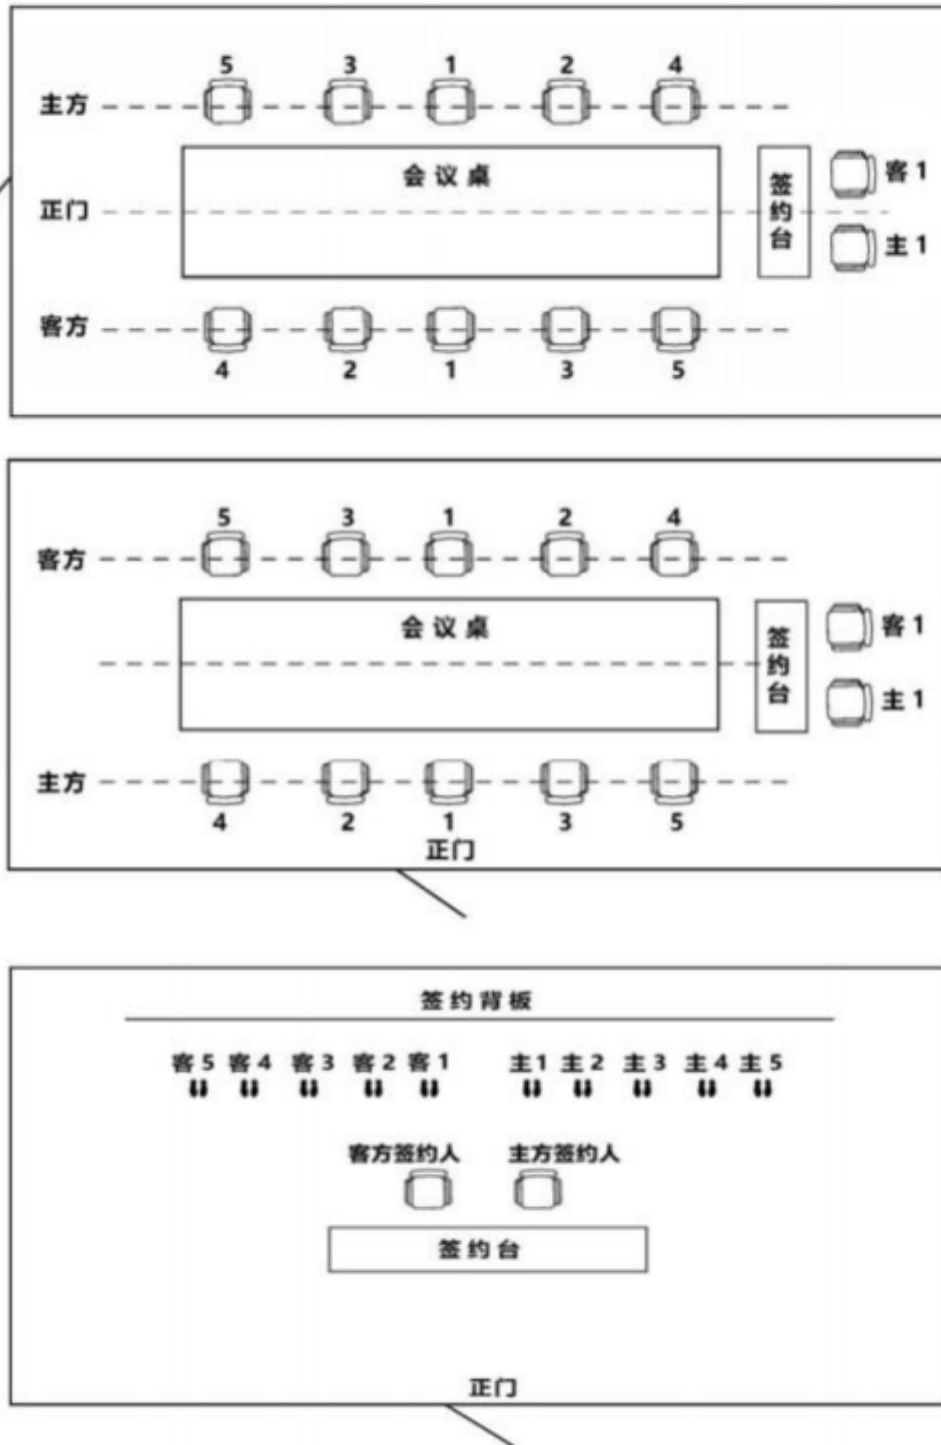 5 3 1 2 4
主方
会议桌
签约台
客1
正门
主1
客方
4 2 1 3 5
5 3 1 2 4
客方
会议桌
签约台
客1
主1
主方
4 2 1 3 5
正门
签约背板
客5 客4 客3 客2 客1 主1 主2 主3 主4 主5
客方签约人 主方签约人
签约台
正门